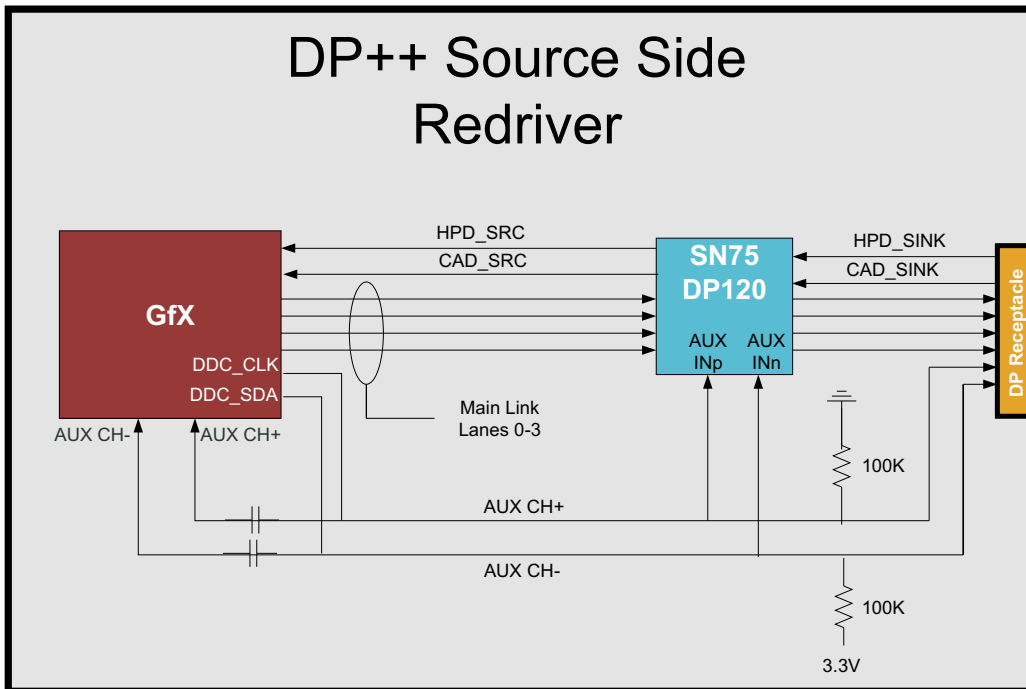 DP++ Source Side
Redriver
HPD_SRC
CAD_SRC
HPD_SINK
CAD_SINK
SN75
DP120
AUX
INp
AUX
INn
GfX
DDC_CLK
DDC_SDA
AUX CH-
AUX CH+
Main Link
Lanes 0-3
DP Receptacle
100K
AUX CH+
AUX CH-
100K
3.3V